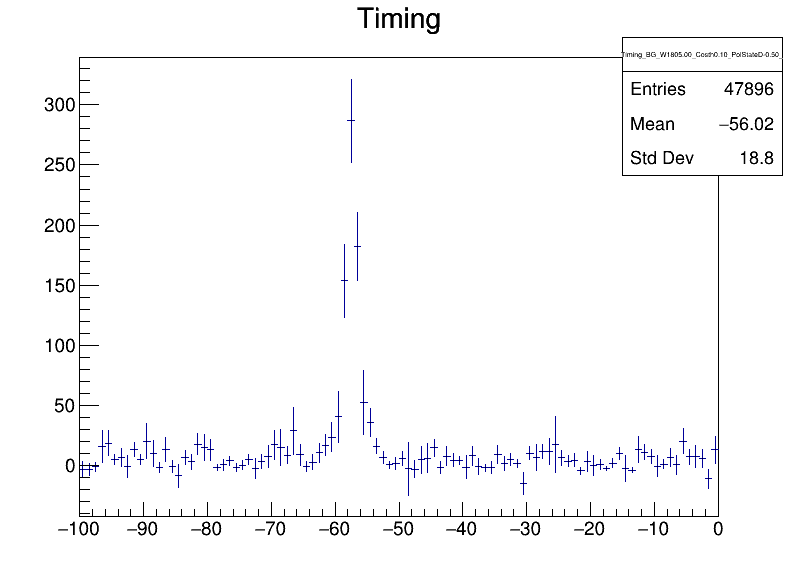 Timing
Timing_BG_W1805.00_Costh0.10_PolStateD-0.50_
Entries 47896
Mean −56.02
Std Dev 18.8
300
250
200
150
100
50
0
−100 −90 −80 −70 −60 −50 −40 −30 −20 −10 0